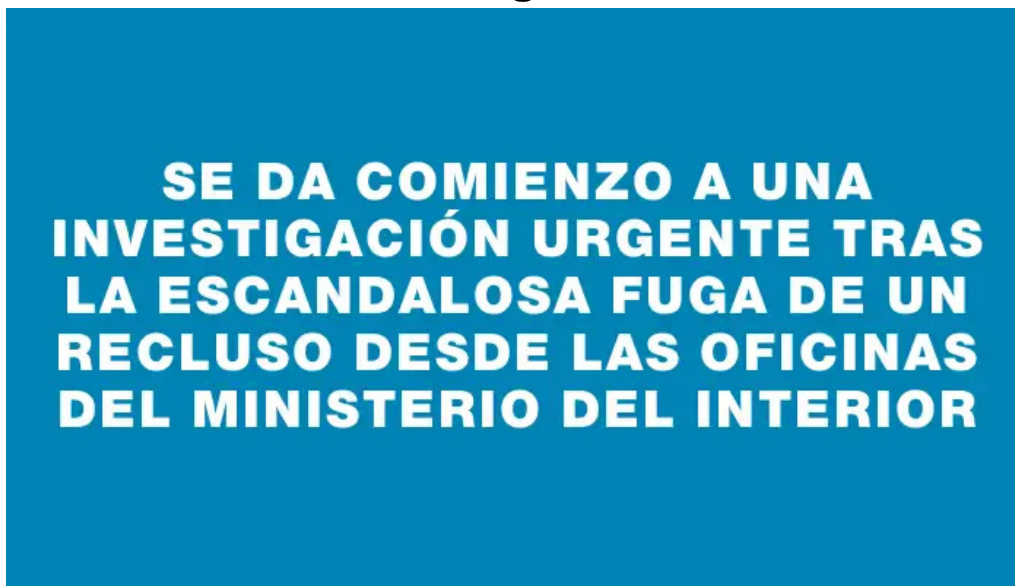 SE DA COMIENZO A UNA
INVESTIGACIÓN URGENTE TRAS
LA ESCANDALOSA FUGA DE UN
RECLUSO DESDE LAS OFICINAS
DEL MINISTERIO DEL INTERIOR